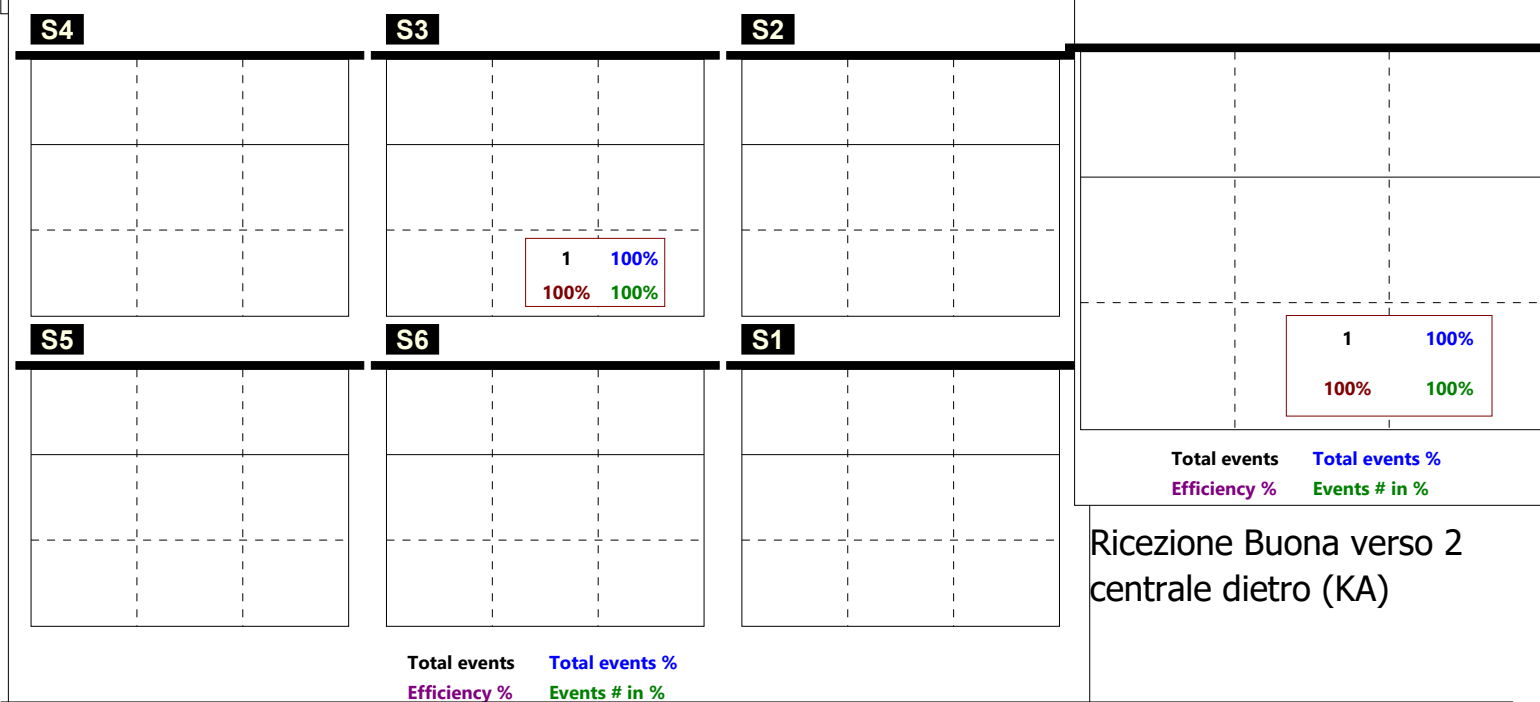 S4
S3
S2
1 100%
100% 100%
S5
S6
S1
1 100%
100% 100%
Total events Total events %
Efficiency % Events # in %
Ricezione Buona verso 2
centrale dietro (KA)
Total events Total events %
Efficiency % Events # in %